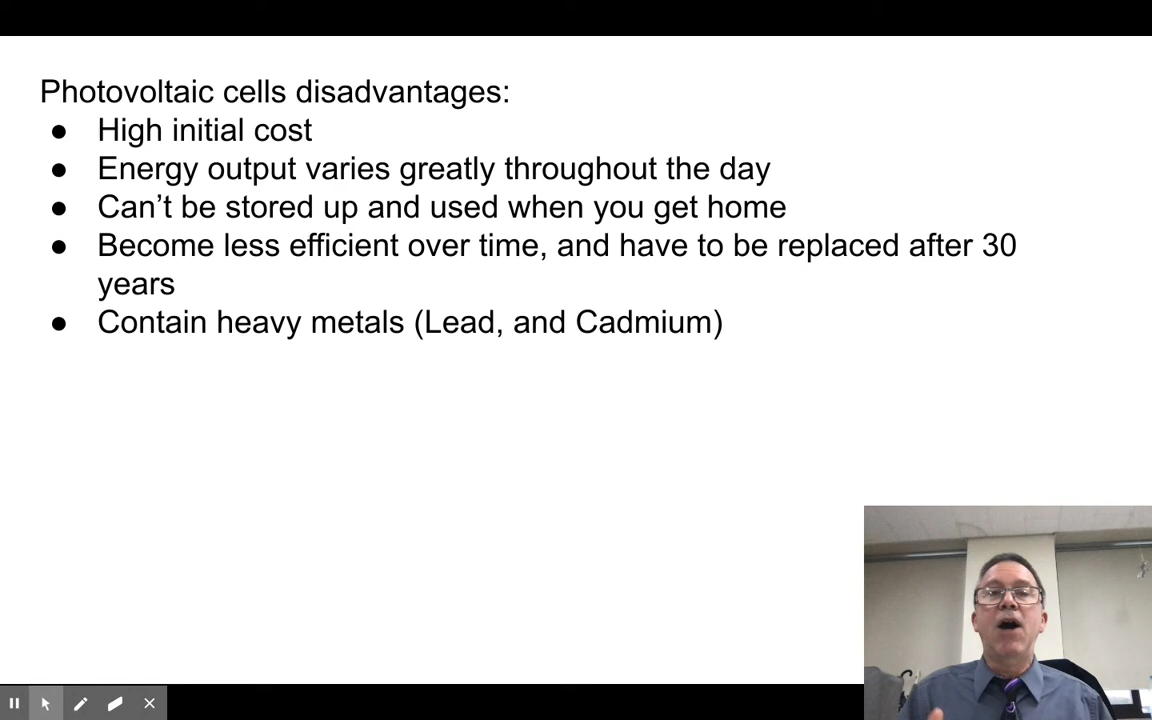 Photovoltaic cells disadvantages:
● High initial cost
● Energy output varies greatly throughout the day
● Can’t be stored up and used when you get home
● Become less efficient over time, and have to be replaced after 30
years
● Contain heavy metals (Lead, and Cadmium)